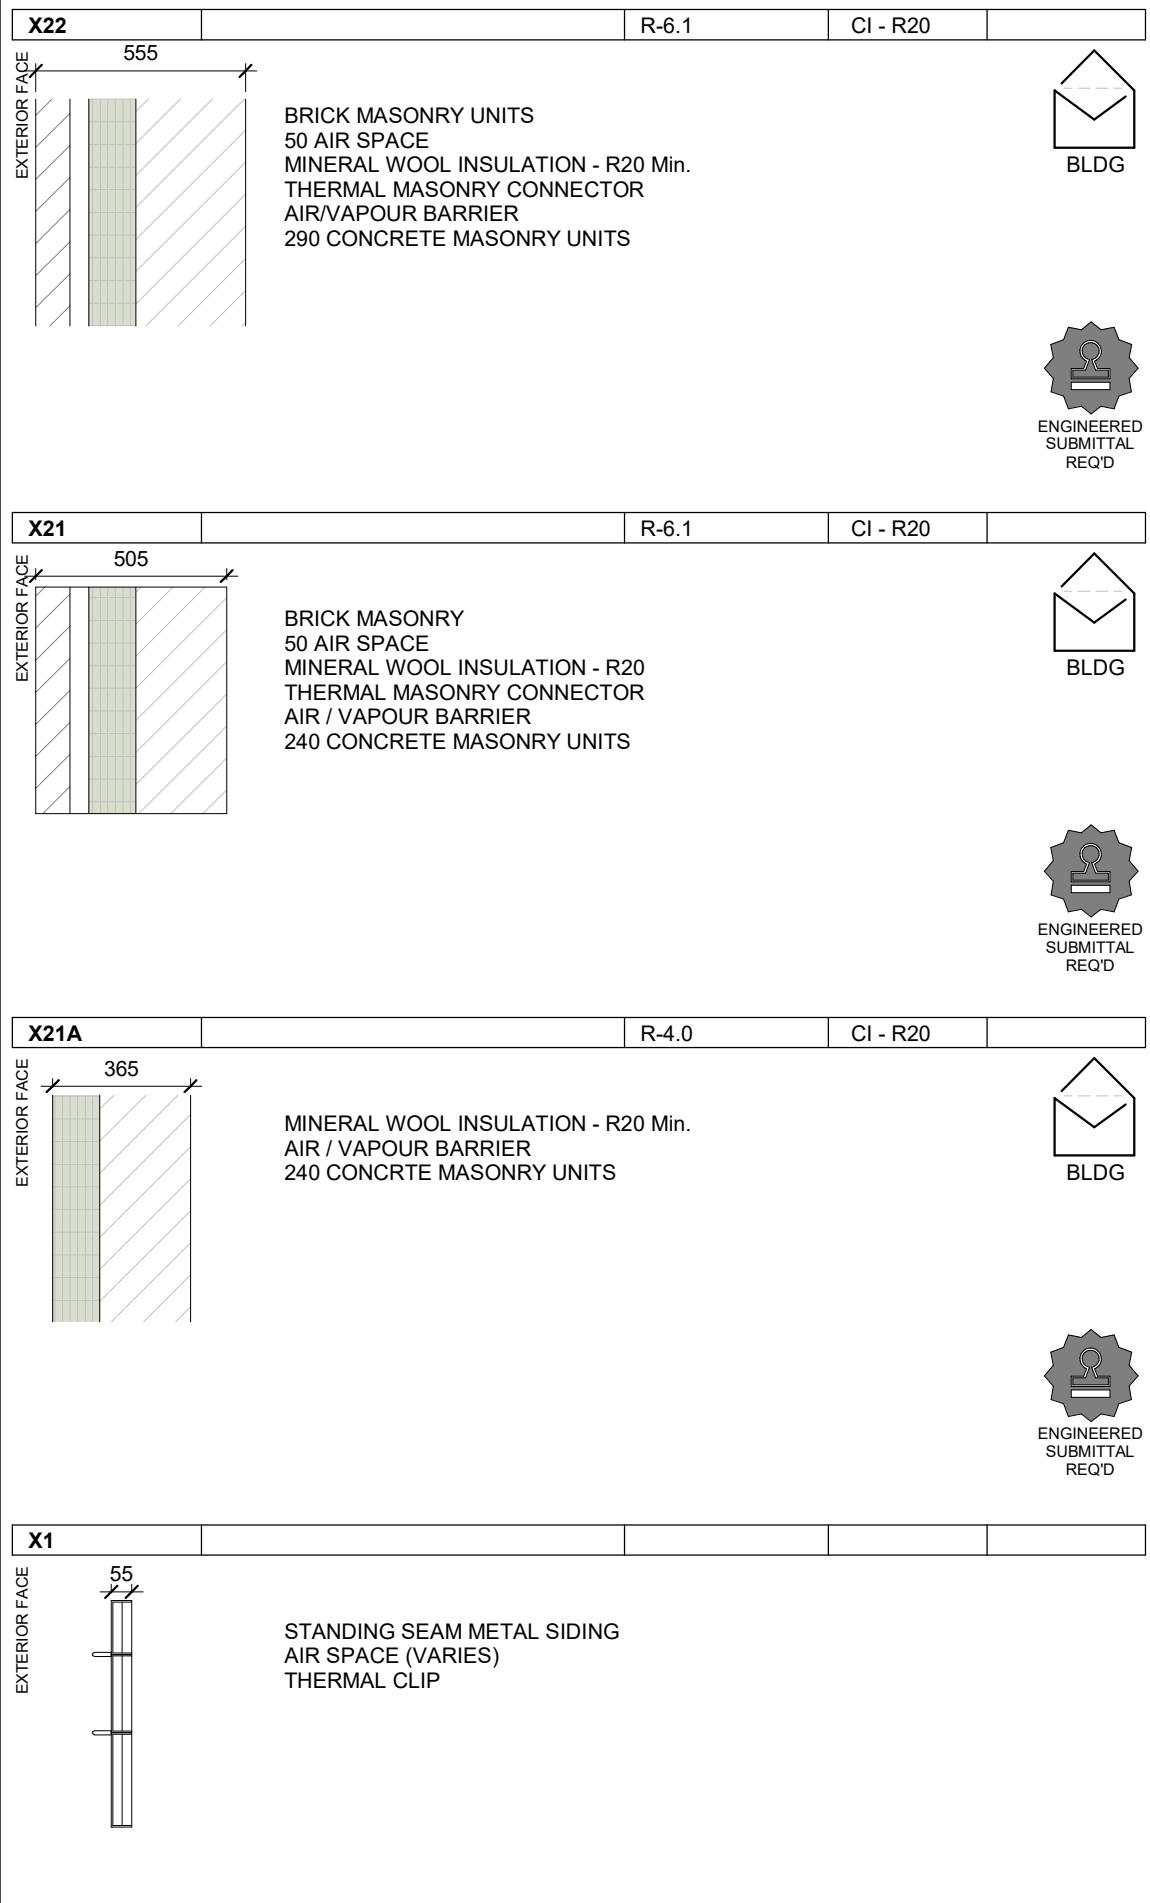 X22 R-6.1 CI - R20
EXTERIOR FACE
555
BRICK MASONRY UNITS
50 AIR SPACE
MINERAL WOOL INSULATION - R20 Min.
THERMAL MASONRY CONNECTOR
AIR/VAPOUR BARRIER
290 CONCRETE MASONRY UNITS
BLDG
ENGINEERED
SUBMITTAL
REQ'D
X21 R-6.1 CI - R20
EXTERIOR FACE
505
BRICK MASONRY
50 AIR SPACE
MINERAL WOOL INSULATION - R20
THERMAL MASONRY CONNECTOR
AIR / VAPOUR BARRIER
240 CONCRETE MASONRY UNITS
BLDG
ENGINEERED
SUBMITTAL
REQ'D
X21A R-4.0 CI - R20
EXTERIOR FACE
365
MINERAL WOOL INSULATION - R20 Min.
AIR / VAPOUR BARRIER
240 CONCRTE MASONRY UNITS
BLDG
ENGINEERED
SUBMITTAL
REQ'D
X1
EXTERIOR FACE
55
STANDING SEAM METAL SIDING
AIR SPACE (VARIES)
THERMAL CLIP